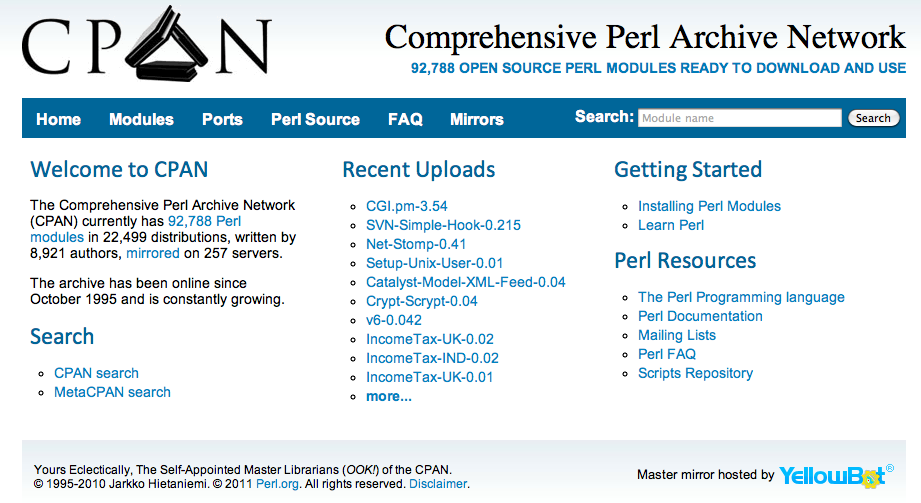 CPAN
Comprehensive Perl Archive Network
92,788 OPEN SOURCE PERL MODULES READY TO DOWNLOAD AND USE
Home Modules Ports Perl Source FAQ Mirrors Search: Module name Search
Welcome to CPAN
The Comprehensive Perl Archive Network
(CPAN) currently has 92,788 Perl
modules in 22,499 distributions, written by
8,921 authors, mirrored on 257 servers.
The archive has been online since
October 1995 and is constantly growing.
Search
CPAN search
MetaCPAN search
Recent Uploads
CGI.pm-3.54
SVN-Simple-Hook-0.215
Net-Stomp-0.41
Setup-Unix-User-0.01
Catalyst-Model-XML-Feed-0.04
Crypt-Scrypt-0.04
v6-0.042
IncomeTax-UK-0.02
IncomeTax-IND-0.02
IncomeTax-UK-0.01
more...
Getting Started
Installing Perl Modules
Learn Perl
Perl Resources
The Perl Programming language
Perl Documentation
Mailing Lists
Perl FAQ
Scripts Repository
Yours Eclectically, The Self-Appointed Master Librarians (OOK!) of the CPAN.
© 1995-2010 Jarkko Hietaniemi. © 2011 Perl.org. All rights reserved. Disclaimer.
Master mirror hosted by YellowBot®